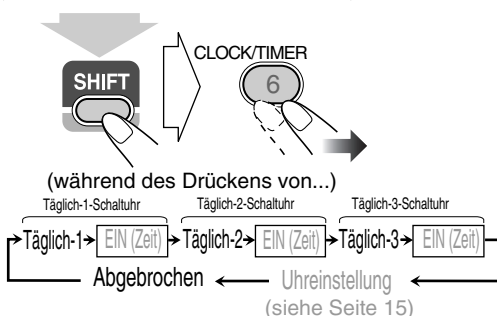 CLOCK/TIMER
SHIFT
6
(während des Drückens von...)
Täglich-1-Schaltuhr Täglich-2-Schaltuhr Täglich-3-Schaltuhr
Täglich-1 EIN (Zeit) Täglich-2 EIN (Zeit) Täglich-3 EIN (Zeit)
Abgebrochen Uhreinstellung
(siehe Seite 15)